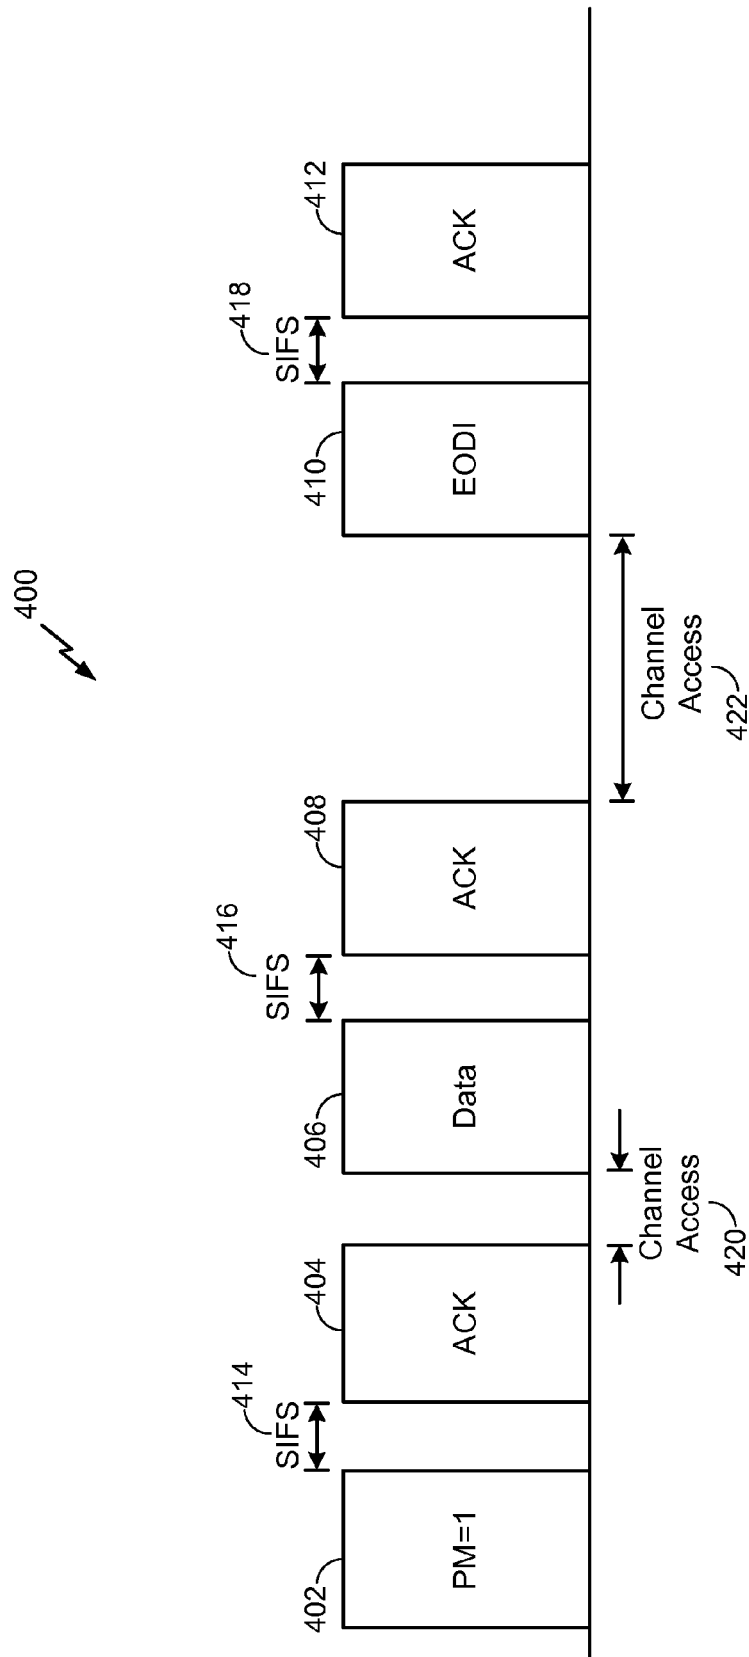 400
402
PM=1
414
SIFS
404
ACK
420
Channel
Access
406
Data
416
SIFS
408
ACK
422
Channel
Access
410
EODI
418
SIFS
412
ACK